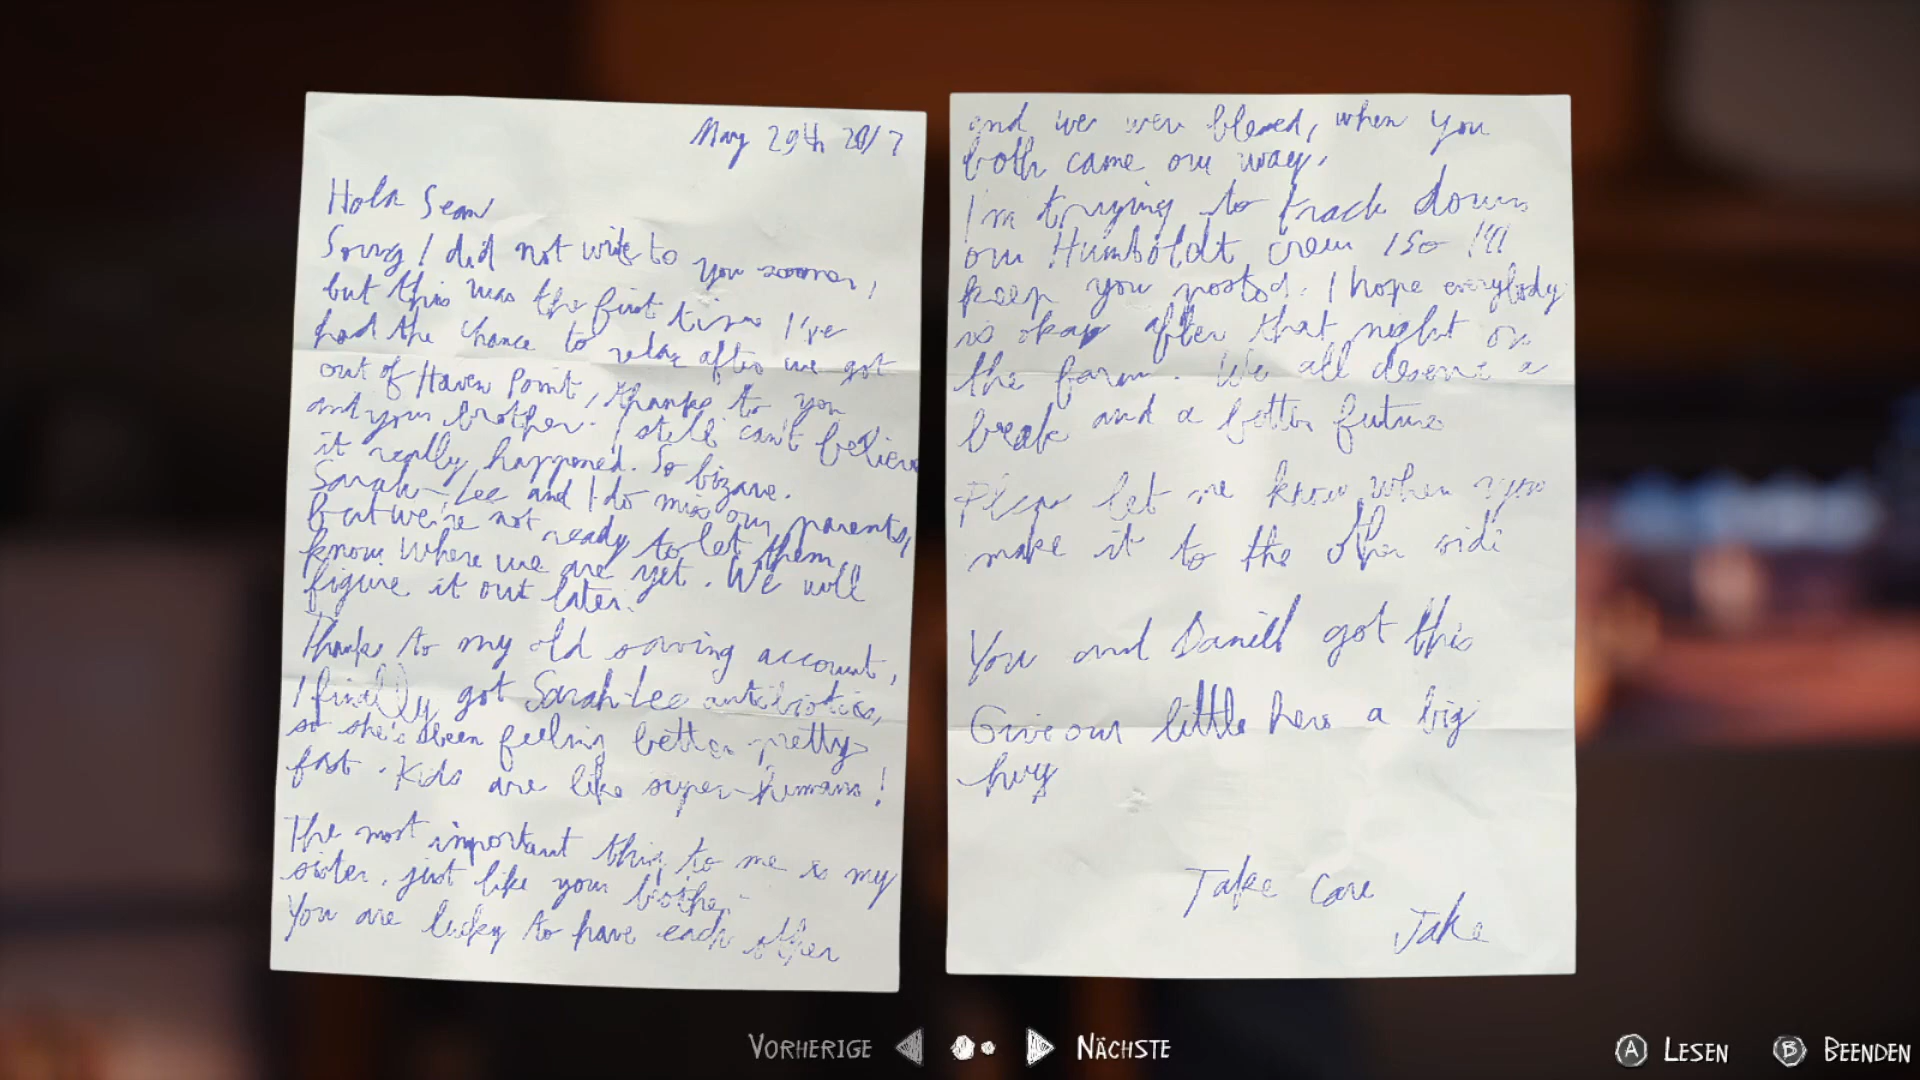 May 29th 2017
Hola Sean
Sorry I did not write to you sooner,
but this was the first time I've
had the chance to relax after we got
out of Haven Point, thanks to you
and your brother. I still can't believe
it really happened. So bizare.
Sarah-Lee and I do miss our parents,
but we're not ready to let them
know where we are yet. We will
figure it out later.
Thanks to my old saving account,
I finally got Sarah-Lee antibiotics,
so she's been feeling better pretty
fast. Kids are like super-humans!
The most important thing to me is my
sister, just like your brother.
You are lucky to have each other
and we were blessed, when you
both came our way.
I'm trying to track down
our Humboldt crew so I'll
keep you posted. I hope everybody
is okay after that night on
the farm. We all deserve a
break and a better future
Please let me know when you
make it to the other side
You and Daniel got this
Give our little hero a big
hug
Take Care
Jake
VORHERIGE
NÄCHSTE
A LESEN
B BEENDEN